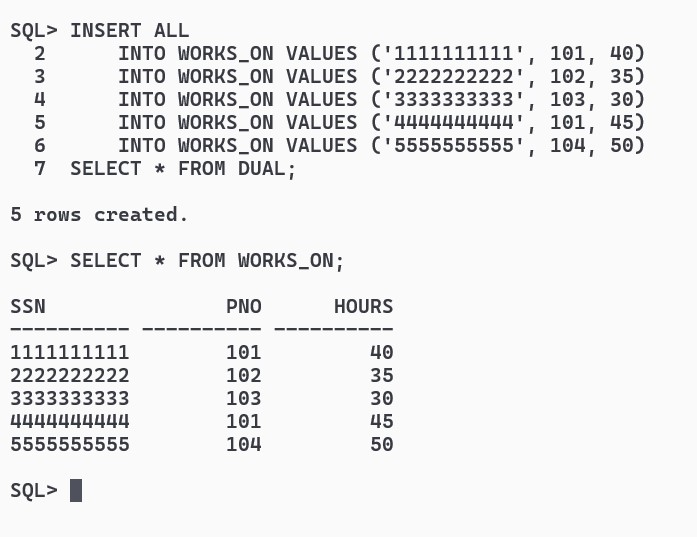 SQL> INSERT ALL
  2      INTO WORKS_ON VALUES ('1111111111', 101, 40)
  3      INTO WORKS_ON VALUES ('2222222222', 102, 35)
  4      INTO WORKS_ON VALUES ('3333333333', 103, 30)
  5      INTO WORKS_ON VALUES ('4444444444', 101, 45)
  6      INTO WORKS_ON VALUES ('5555555555', 104, 50)
  7  SELECT * FROM DUAL;

5 rows created.

SQL> SELECT * FROM WORKS_ON;

SSN               PNO      HOURS
---------- ---------- ----------
1111111111        101         40
2222222222        102         35
3333333333        103         30
4444444444        101         45
5555555555        104         50

SQL>